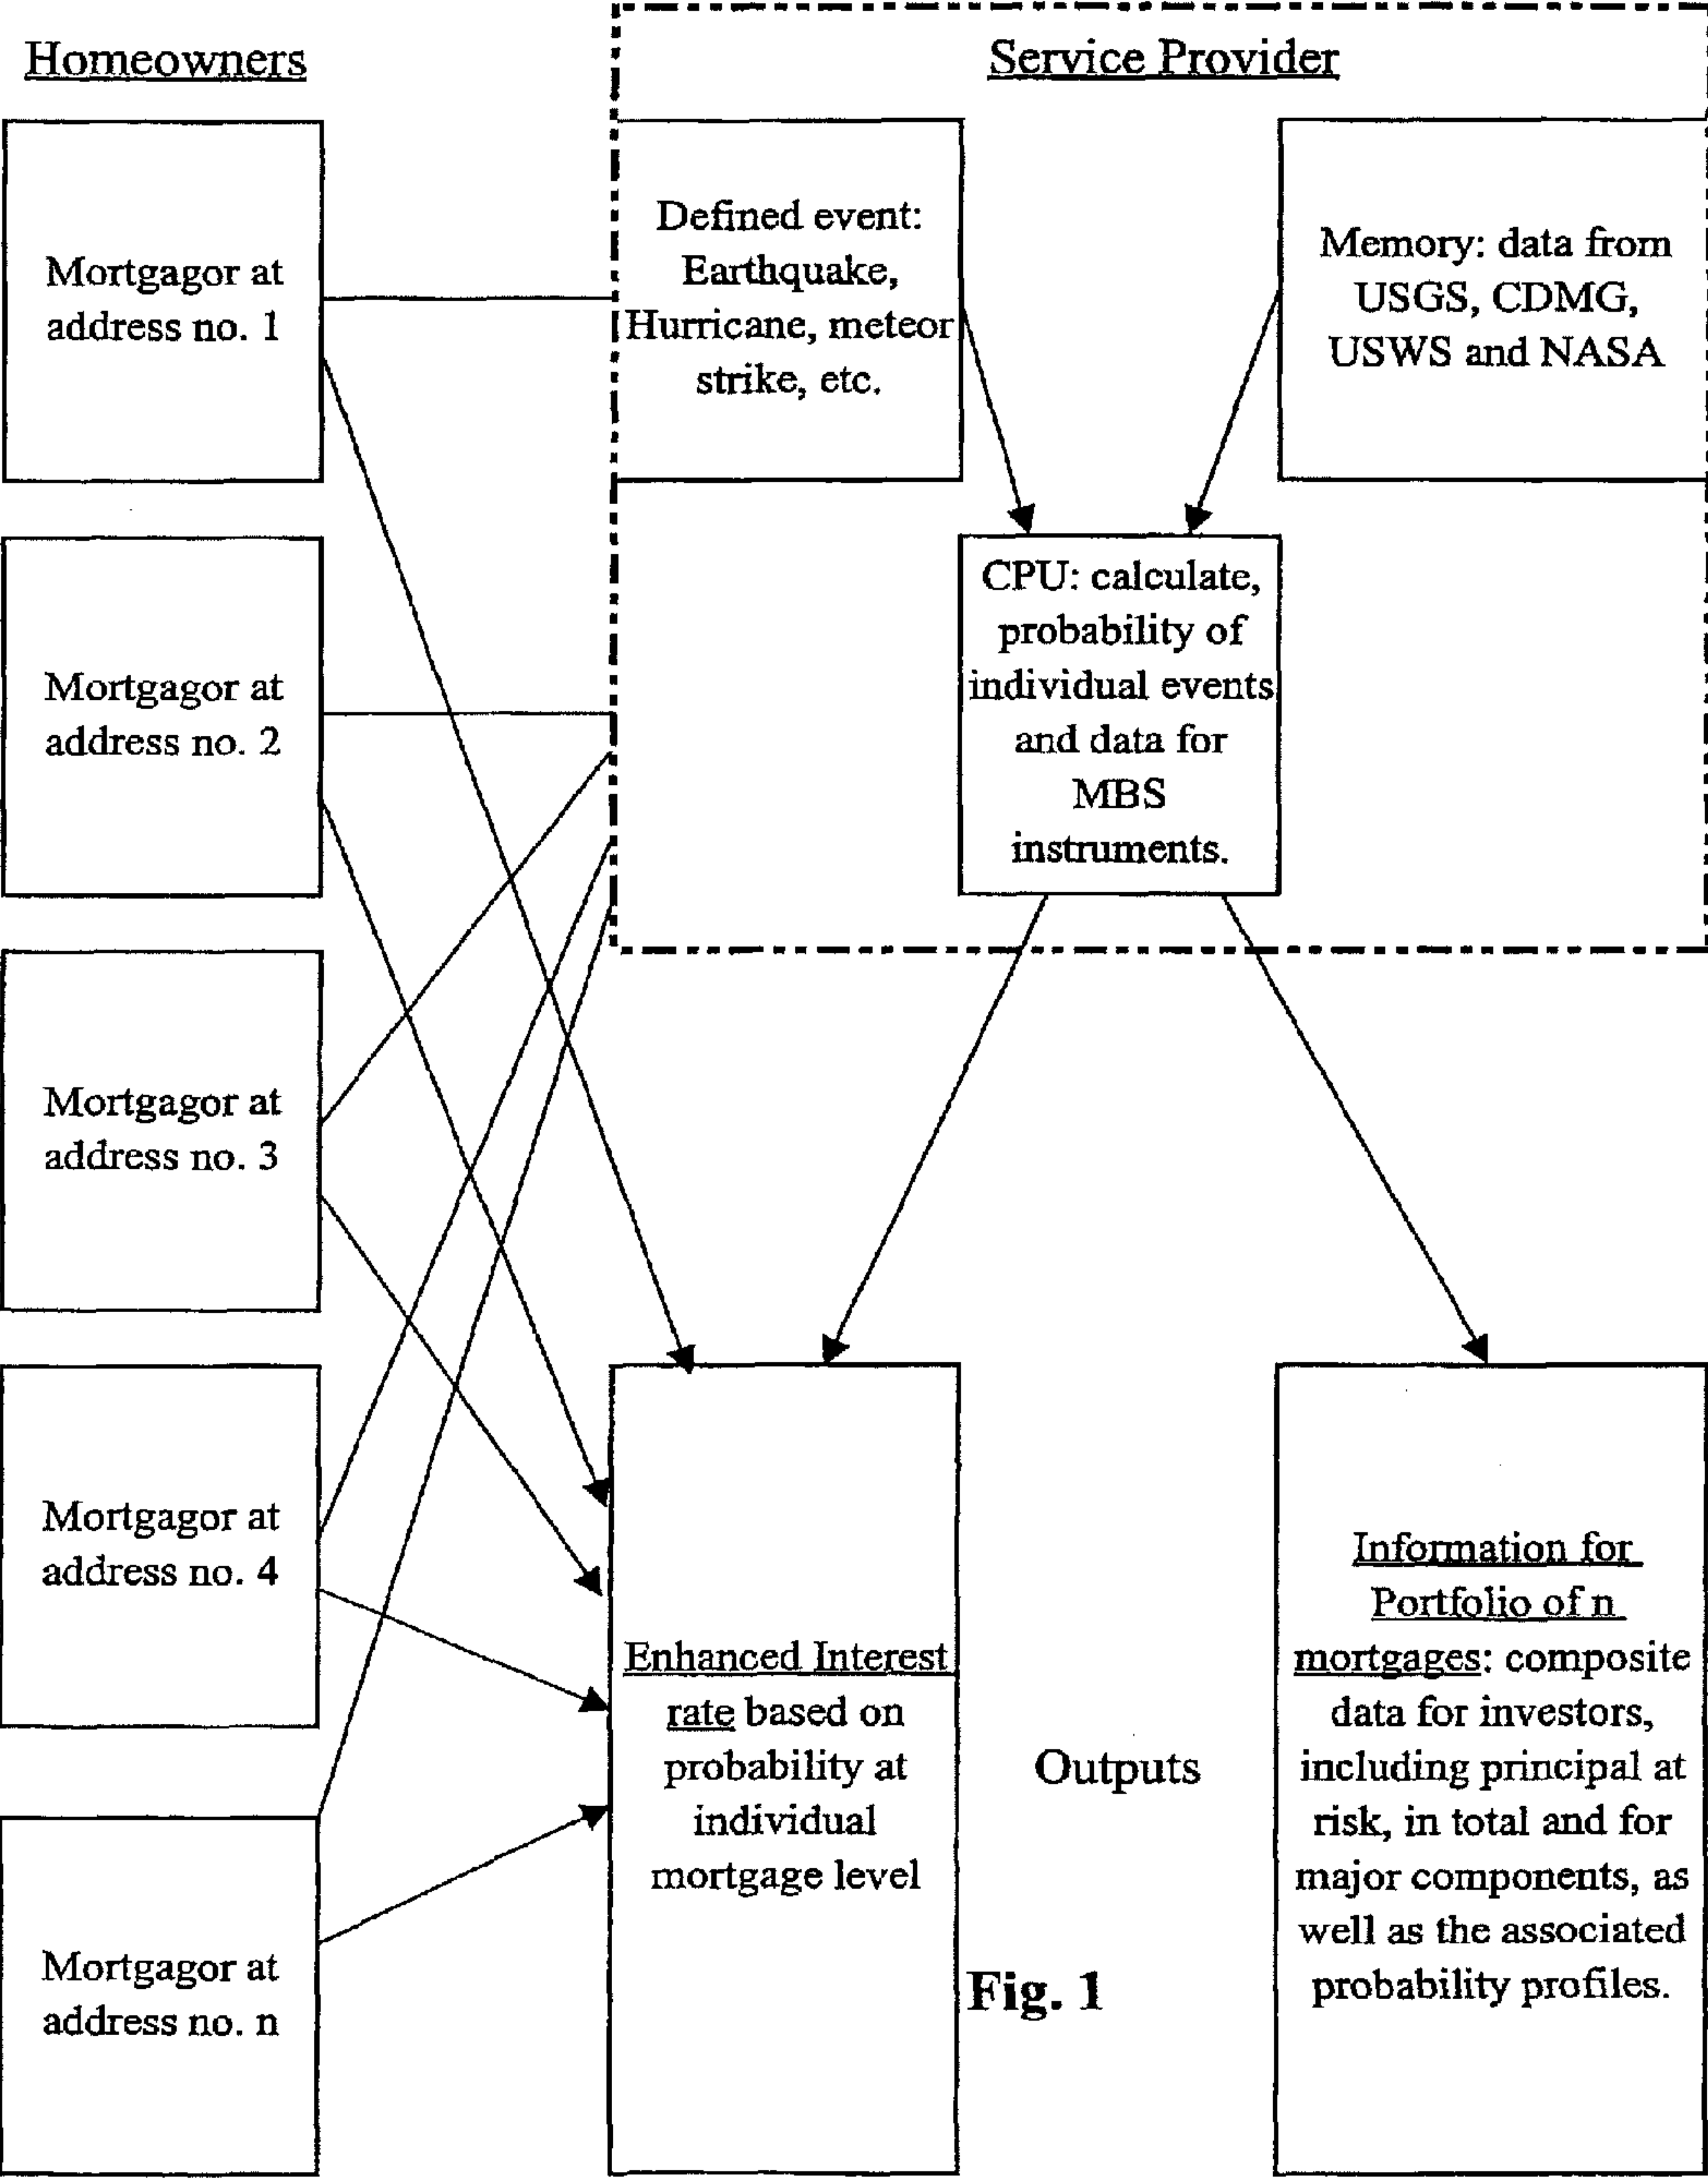 Homeowners
Mortgagor at
address no. 1
Mortgagor at
address no. 2
Mortgagor at
address no. 3
Mortgagor at
address no. 4
Mortgagor at
address no. n
Service Provider
Defined event:
Earthquake,
Hurricane, meteor
strike, etc.
Memory: data from
USGS, CDMG,
USWS and NASA
CPU: calculate,
probability of
individual events
and data for
MBS
instruments.
Enhanced Interest
rate based on
probability at
individual
mortgage level
Outputs
Information for
Portfolio of n
mortgages: composite
data for investors,
including principal at
risk, in total and for
major components, as
well as the associated
probability profiles.
Fig. 1